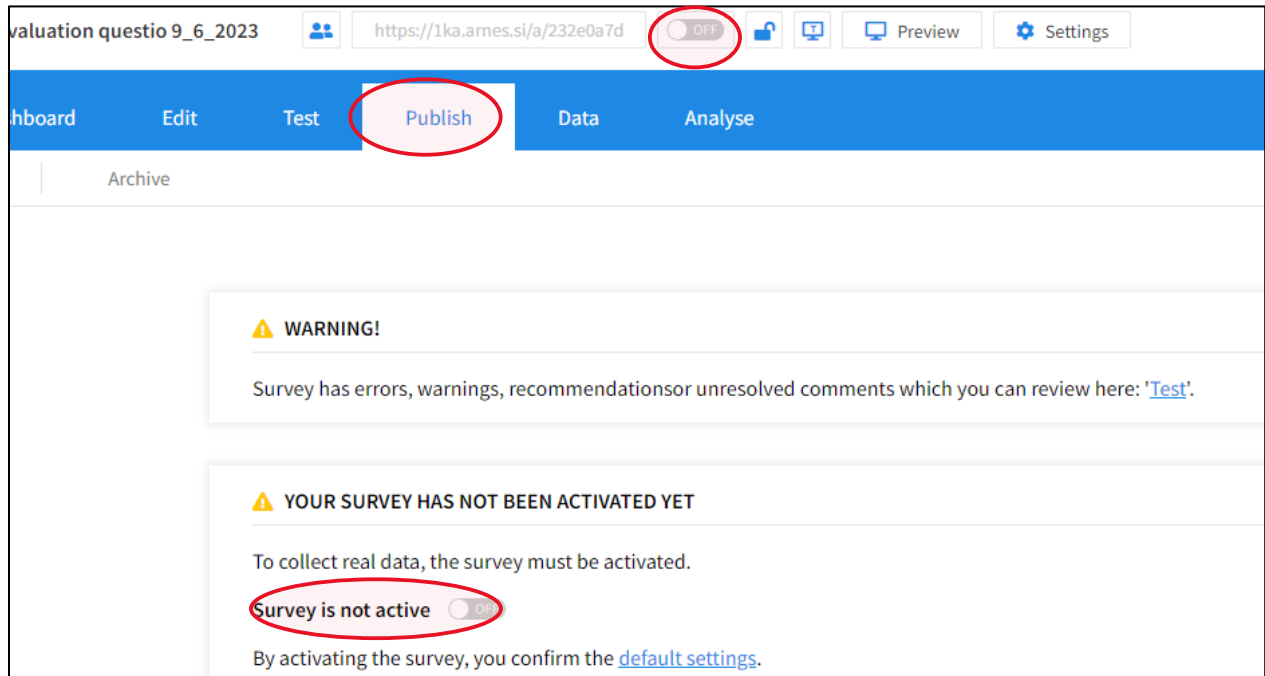 valuation questio 9_6_2023 https://1ka.arnes.si/a/232e0a7d OFF Preview Settings
hboard Edit Test Publish Data Analyse
Archive
WARNING!
Survey has errors, warnings, recommendationsor unresolved comments which you can review here: 'Test'.
YOUR SURVEY HAS NOT BEEN ACTIVATED YET
To collect real data, the survey must be activated.
Survey is not active OFF
By activating the survey, you confirm the default settings.